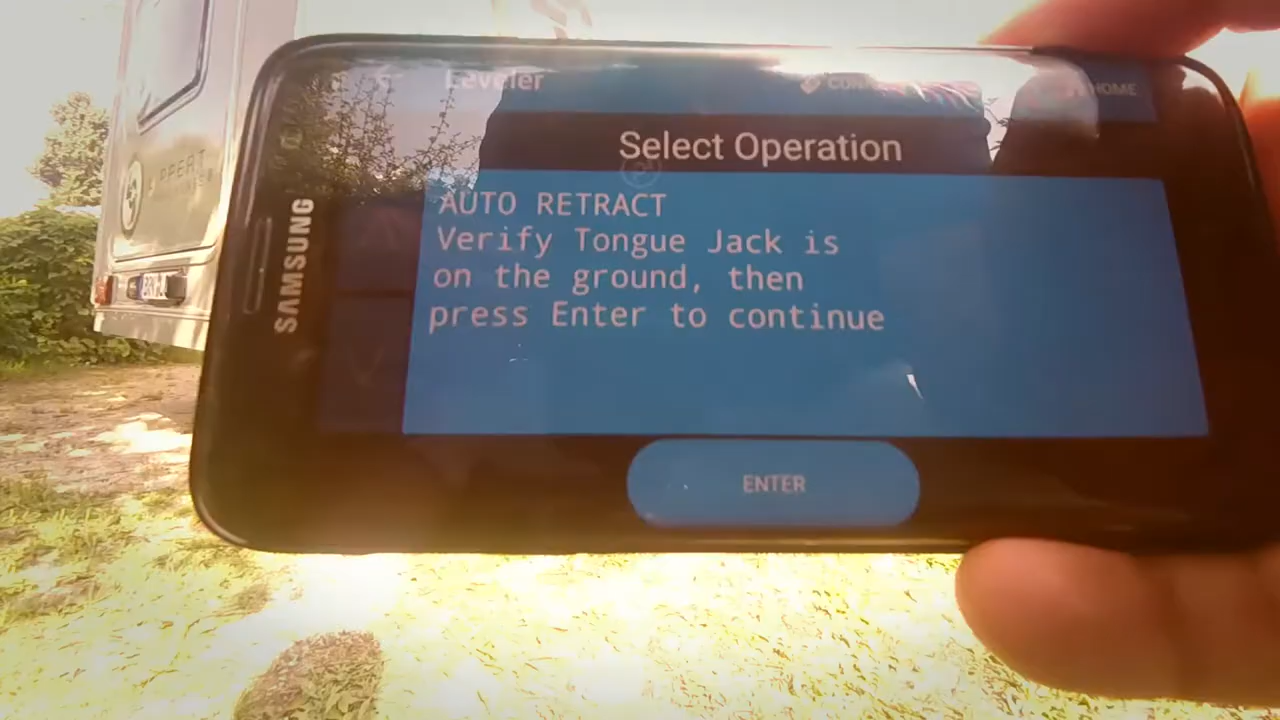 Leveler
HOME
Select Operation
AUTO RETRACT
Verify Tongue Jack is
on the ground, then
press Enter to continue
ENTER
SAMSUNG